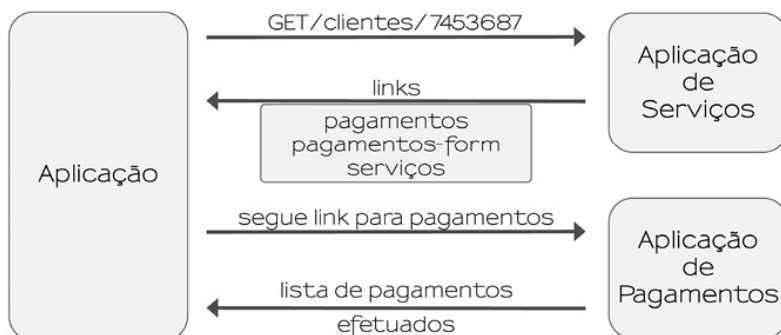 GET/clientes/7453687
Aplicação
de
Serviços
links
pagamentos
pagamentos-form
serviços
Aplicação
segue link para pagamentos
Aplicação
de
Pagamentos
lista de pagamentos
efetuados